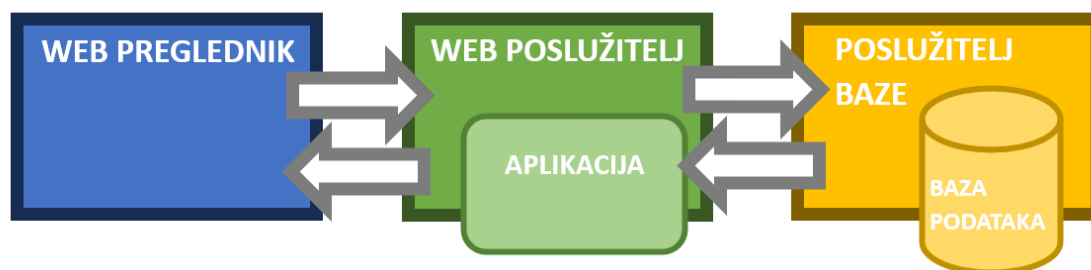 WEB PREGLEDNIK
WEB POSLUŽITELJ
APLIKACIJA
POSLUŽITELJ
BAZE
BAZA
PODATAKA